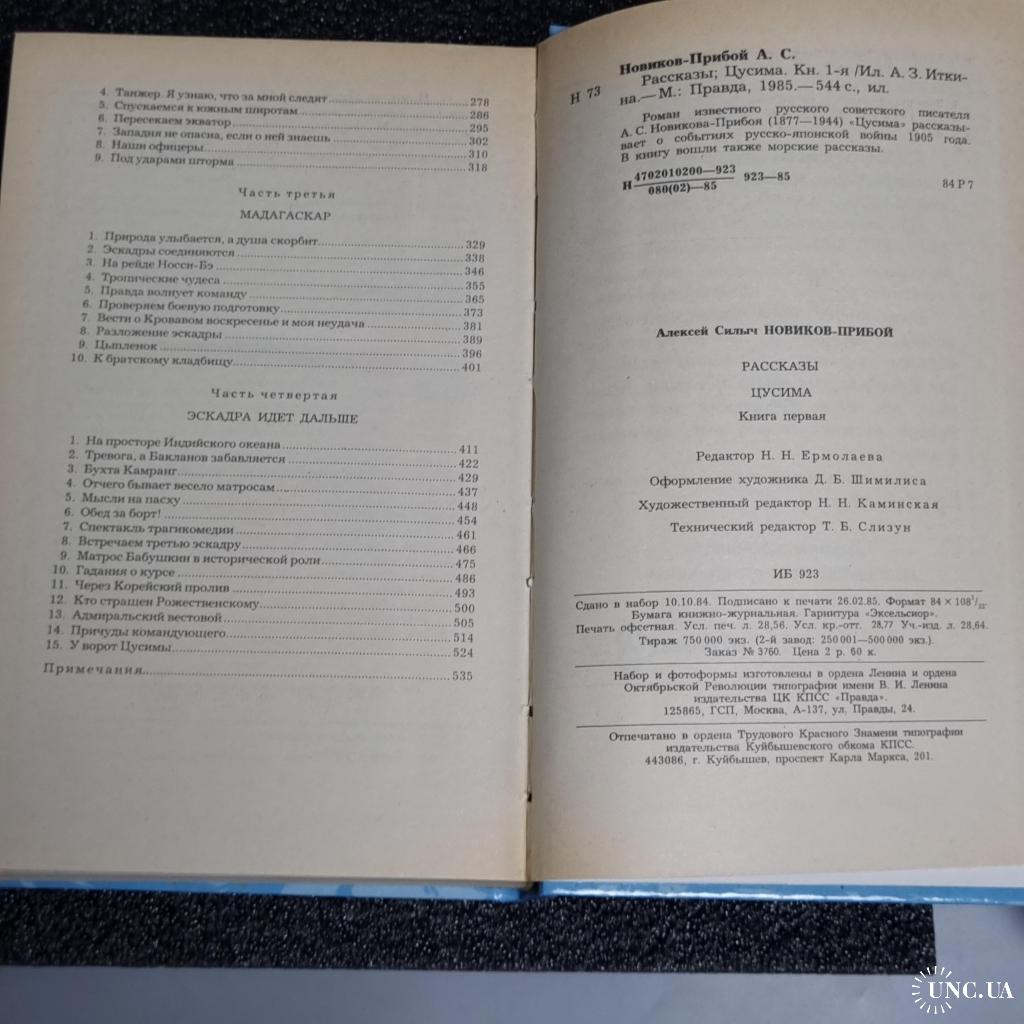 4. Танжер. Я узнаю, что за мной следят 278
5. Спускаемся к южным широтам 286
6. Пересекаем экватор 295
7. Западня не опасна, если о ней знаешь 302
8. Наши офицеры 310
9. Под ударами шторма 318
Часть третья
МАДАГАСКАР
1. Природа улыбается, а душа скорбит 329
2. Эскадры соединяются 338
3. На рейде Носси-Бэ 346
4. Тропические чудеса 355
5. Правда волнует команду 365
6. Проверяем боевую подготовку 373
7. Вести о Кровавом воскресенье и моя неудача 381
8. Разложение эскадры 389
9. Цыпленок 396
10. К братскому кладбищу 401
Часть четвертая
ЭСКАДРА ИДЕТ ДАЛЬШЕ
1. На просторе Индийского океана 411
2. Тревога, а Бакланов забавляется 422
3. Бухта Камранг 429
4. Отчего бывает весело матросам 437
5. Мысли на пасху 448
6. Обед за борт! 454
7. Спектакль трагикомедии 461
8. Встречаем третью эскадру 466
9. Матрос Бабушкин в исторической роли 475
10. Гадания о курсе 486
11. Через Корейский пролив 493
12. Кто страшен Рожественскому 500
13. Адмиральский вестовой 505
14. Причуды командующего 514
15. У ворот Цусимы 524
Примечания 535
Новиков-Прибой А. С.
Н 73 Рассказы; Цусима. Кн. 1-я /Ил. А. З. Итки-
на.— М.: Правда, 1985.— 544 с., ил.
Роман известного русского советского писателя
А. С. Новикова-Прибоя (1877—1944) «Цусима» рассказы-
вает о событиях русско-японской войны 1905 года.
В книгу вошли также морские рассказы.
Н 4702010200—923 923—85
080(02)—85
84 Р 7
Алексей Силыч НОВИКОВ-ПРИБОЙ
РАССКАЗЫ
ЦУСИМА
Книга первая
Редактор Н. Н. Ермолаева
Оформление художника Д. Б. Шимилиса
Художественный редактор Н. Н. Каминская
Технический редактор Т. Б. Слизун
ИБ 923
Сдано в набор 10.10.84. Подписано к печати 26.02.85. Формат 84 × 108¹/₃₂.
Бумага книжно-журнальная. Гарнитура «Эксельсиор».
Печать офсетная. Усл. печ. л. 28,56. Усл. кр.-отт. 28,77 Уч.-изд. л. 28,64.
Тираж 750 000 экз. (2-й завод: 250 001—500 000 экз.).
Заказ № 3760. Цена 2 р. 60 к.
Набор и фотоформы изготовлены в ордена Ленина и ордена
Октябрьской Революции типографии имени В. И. Ленина
издательства ЦК КПСС «Правда».
125865, ГСП, Москва, А-137, ул. Правды, 24.
Отпечатано в ордена Трудового Красного Знамени типографии
издательства Куйбышевского обкома КПСС.
443086, г. Куйбышев, проспект Карла Маркса, 201.
UNC.UA